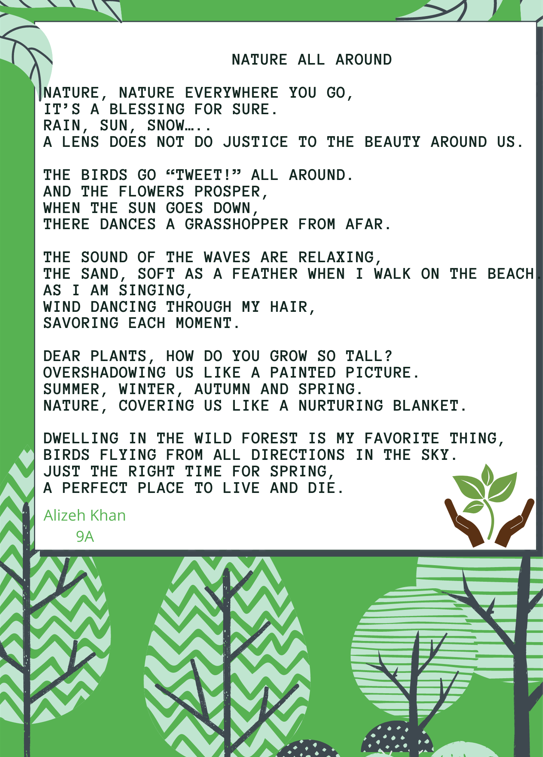 NATURE ALL AROUND
NATURE, NATURE EVERYWHERE YOU GO,
IT'S A BLESSING FOR SURE.
RAIN, SUN, SNOW…..
A LENS DOES NOT DO JUSTICE TO THE BEAUTY AROUND US.
THE BIRDS GO “TWEET!” ALL AROUND.
AND THE FLOWERS PROSPER,
WHEN THE SUN GOES DOWN,
THERE DANCES A GRASSHOPPER FROM AFAR.
THE SOUND OF THE WAVES ARE RELAXING,
THE SAND, SOFT AS A FEATHER WHEN I WALK ON THE BEACH.
AS I AM SINGING,
WIND DANCING THROUGH MY HAIR,
SAVORING EACH MOMENT.
DEAR PLANTS, HOW DO YOU GROW SO TALL?
OVERSHADOWING US LIKE A PAINTED PICTURE.
SUMMER, WINTER, AUTUMN AND SPRING.
NATURE, COVERING US LIKE A NURTURING BLANKET.
DWELLING IN THE WILD FOREST IS MY FAVORITE THING,
BIRDS FLYING FROM ALL DIRECTIONS IN THE SKY.
JUST THE RIGHT TIME FOR SPRING,
A PERFECT PLACE TO LIVE AND DIE.
Alizeh Khan
9A